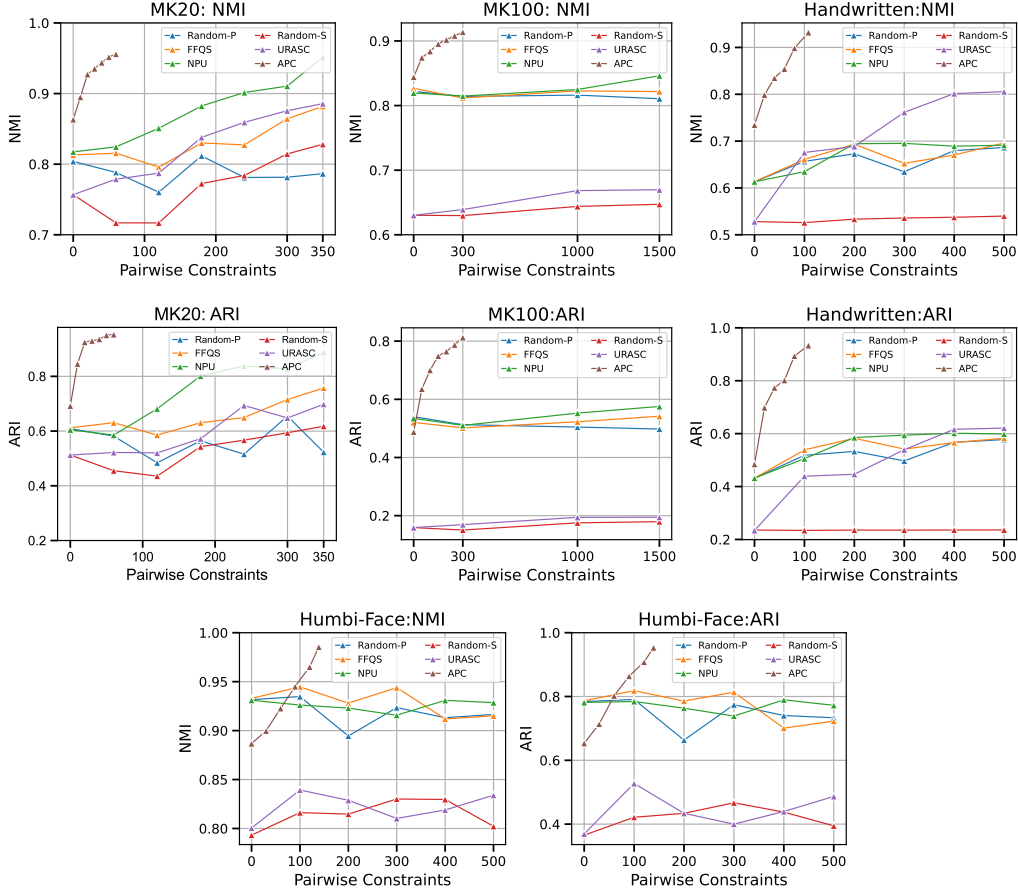 MK20: NMI
1.0
0.9
0.8
0.7
NMI
0 100 200 300 350
Pairwise Constraints
Random-P Random-S
FFQS URASC
NPU APC
MK100: NMI
0.9
0.8
0.7
0.6
NMI
0 300 1000 1500
Pairwise Constraints
Random-P Random-S
FFQS URASC
NPU APC
Handwritten:NMI
0.9
0.8
0.7
0.6
0.5
NMI
0 100 200 300 400 500
Pairwise Constraints
Random-P Random-S
FFQS URASC
NPU APC
MK20: ARI
0.8
0.6
0.4
0.2
ARI
0 100 200 300 350
Pairwise Constraints
Random-P Random-S
FFQS URASC
NPU APC
MK100:ARI
0.8
0.6
0.4
0.2
ARI
0 300 1000 1500
Pairwise Constraints
Random-P Random-S
FFQS URASC
NPU APC
Handwritten:ARI
1.0
0.8
0.6
0.4
0.2
ARI
0 100 200 300 400 500
Pairwise Constraints
Random-P Random-S
FFQS URASC
NPU APC
Humbi-Face:NMI
1.00
0.95
0.90
0.85
0.80
NMI
0 100 200 300 400 500
Pairwise Constraints
Random-P Random-S
FFQS URASC
NPU APC
Humbi-Face:ARI
1.0
0.8
0.6
0.4
ARI
0 100 200 300 400 500
Pairwise Constraints
Random-P Random-S
FFQS URASC
NPU APC